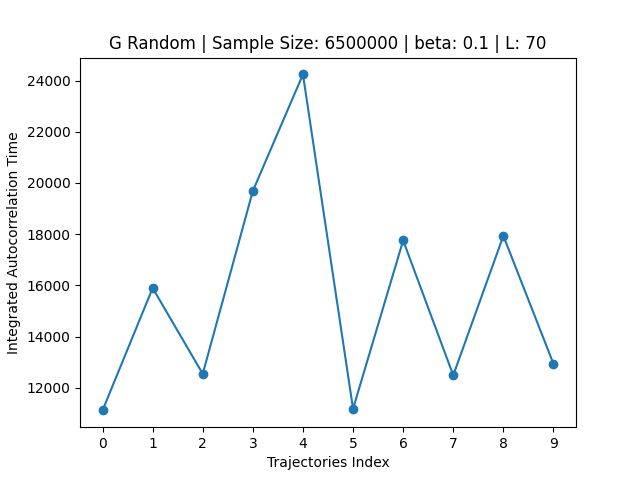 G Random | Sample Size: 6500000 | beta: 0.1 | L: 70
Integrated Autocorrelation Time
24000
22000
20000
18000
16000
14000
12000
0 1 2 3 4 5 6 7 8 9
Trajectories Index